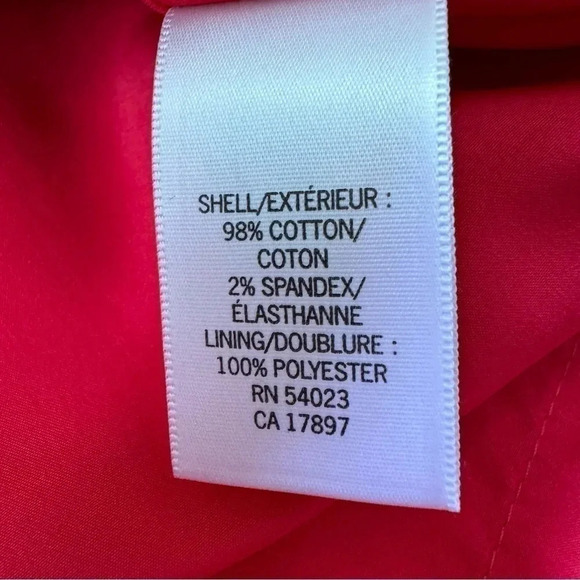 SHELL/EXTÉRIEUR :
98% COTTON/
COTON
2% SPANDEX/
ÉLASTHANNE
LINING/DOUBLURE :
100% POLYESTER
RN 54023
CA 17897